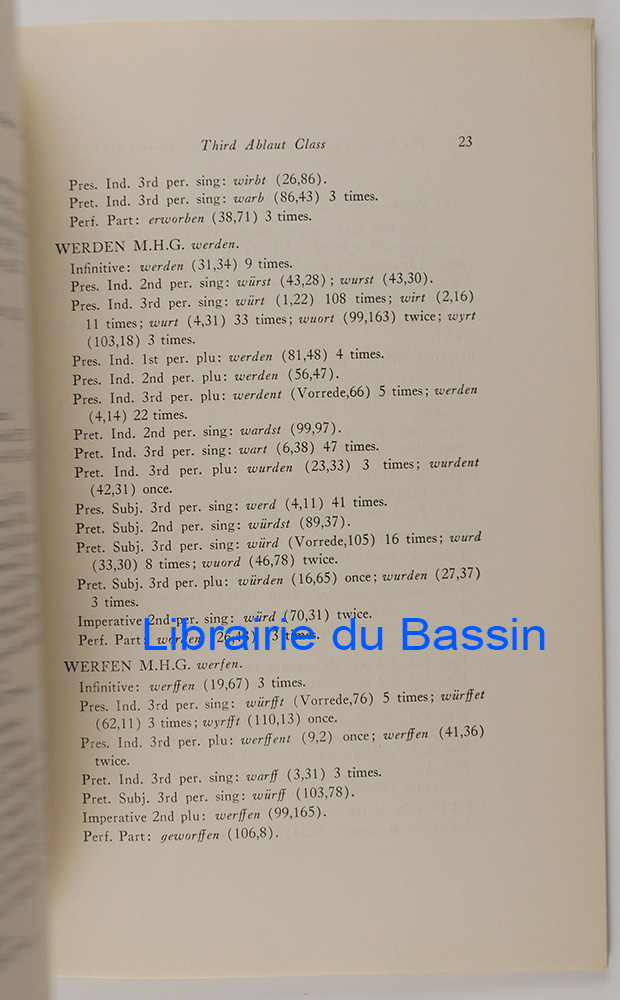 Third Ablaut Class 23
Pres. Ind. 3rd per. sing: wirbt (26,86).
Pret. Ind. 3rd per. sing: warb (86,43) 3 times.
Perf. Part: erworben (38,71) 3 times.
WERDEN M.H.G. werden.
Infinitive: werden (31,34) 9 times.
Pres. Ind. 2nd per. sing: würst (43,28); wurst (43,30).
Pres. Ind. 3rd per. sing: würt (1,22) 108 times; wirt (2,16)
11 times; wurt (4,31) 33 times; wuort (99,163) twice; wyrt
(103,18) 3 times.
Pres. Ind. 1st per. plu: werden (81,48) 4 times.
Pres. Ind. 2nd per. plu: werden (56,47).
Pres. Ind. 3rd per. plu: werdent (Vorrede,66) 5 times; werden
(4,14) 22 times.
Pret. Ind. 2nd per. sing: wardst (99,97).
Pret. Ind. 3rd per. sing: wart (6,38) 47 times.
Pret. Ind. 3rd per. plu: wurden (23,33) 3 times; wurdent
(42,31) once.
Pres. Subj. 3rd per. sing: werd (4,11) 41 times.
Pret. Subj. 2nd per. sing: würdst (89,37).
Pret. Subj. 3rd per. sing: würd (Vorrede,105) 16 times; wurd
(33,30) 8 times; wuord (46,78) twice.
Pret. Subj. 3rd per. plu: würden (16,65) once; wurden (27,37)
3 times.
Imperative 2nd per. sing: würd (70,31) twice.
Perf. Part: worden 3 times.
Librairie du Bassin
WERFEN M.H.G. werfen.
Infinitive: werffen (19,67) 3 times.
Pres. Ind. 3rd per. sing: würfft (Vorrede,76) 5 times; würffet
(62,11) 3 times; wyrfft (110,13) once.
Pres. Ind. 3rd per. plu: werffent (9,2) once; werffen (41,36)
twice.
Pret. Ind. 3rd per. sing: warff (3,31) 3 times.
Pret. Subj. 3rd per. sing: würff (103,78).
Imperative 2nd plu: werffen (99,165).
Perf. Part: geworffen (106,8).